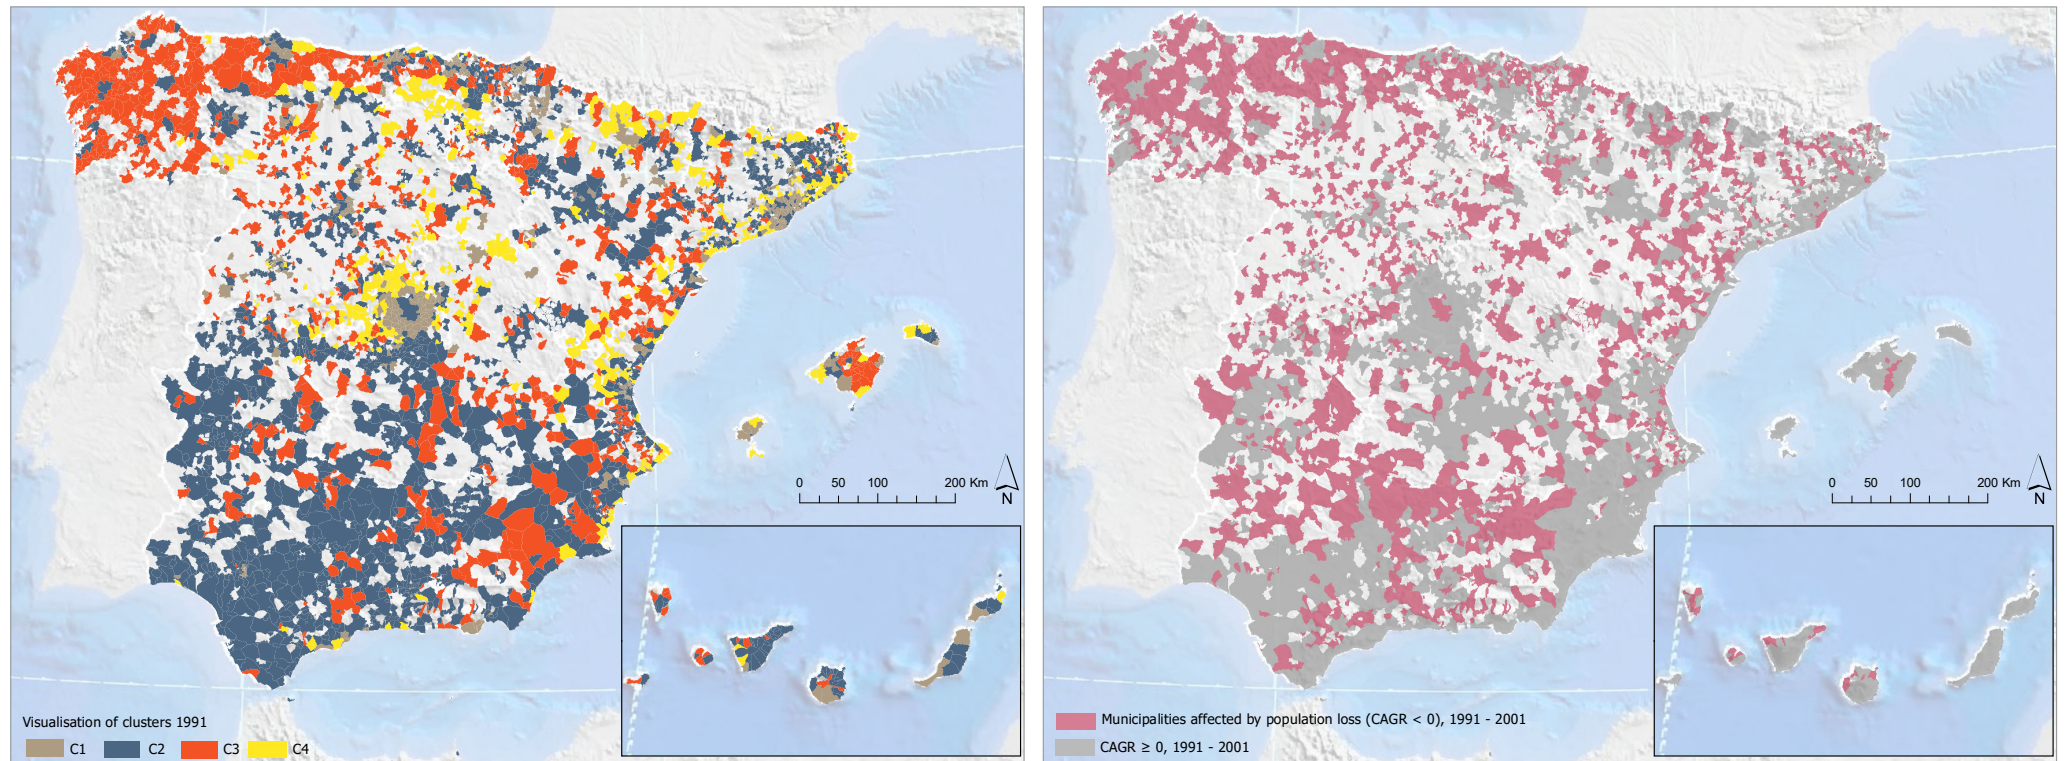 0 50 100 200 Km
N
Visualisation of clusters 1991
C1 C2 C3 C4
0 50 100 200 Km
N
Municipalities affected by population loss (CAGR < 0), 1991 - 2001
CAGR ≥ 0, 1991 - 2001